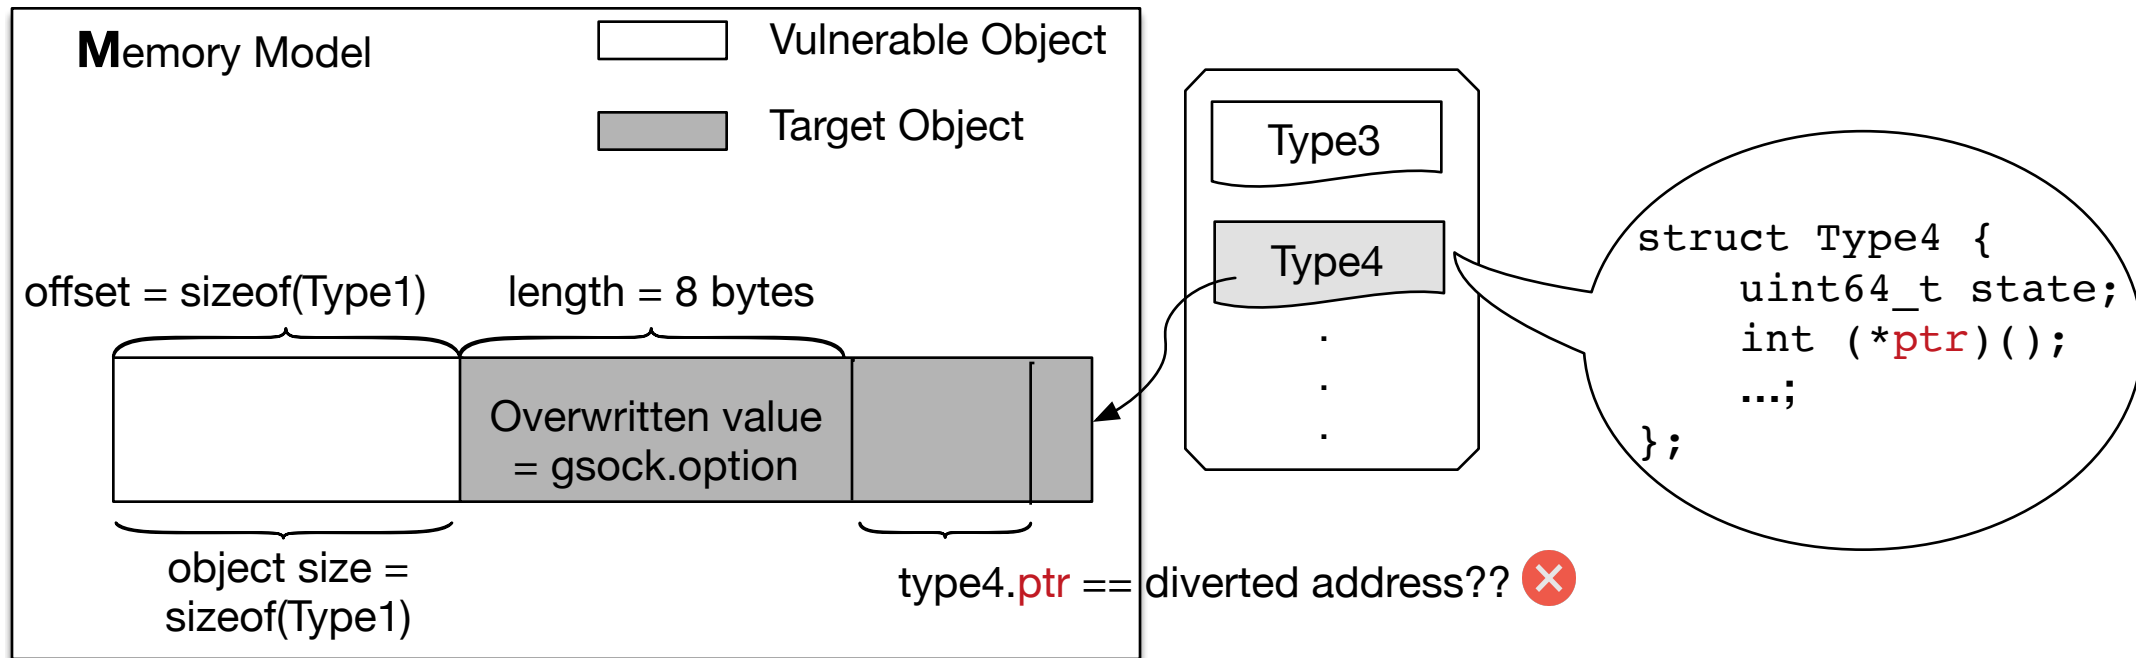 Memory Model
Vulnerable Object
Target Object
offset = sizeof(Type1)
length = 8 bytes
Overwritten value
= gsock.option
object size =
sizeof(Type1)
type4.ptr == diverted address??
Type3
Type4
.
.
.
struct Type4 {
uint64_t state;
int (*ptr)();
...;
};